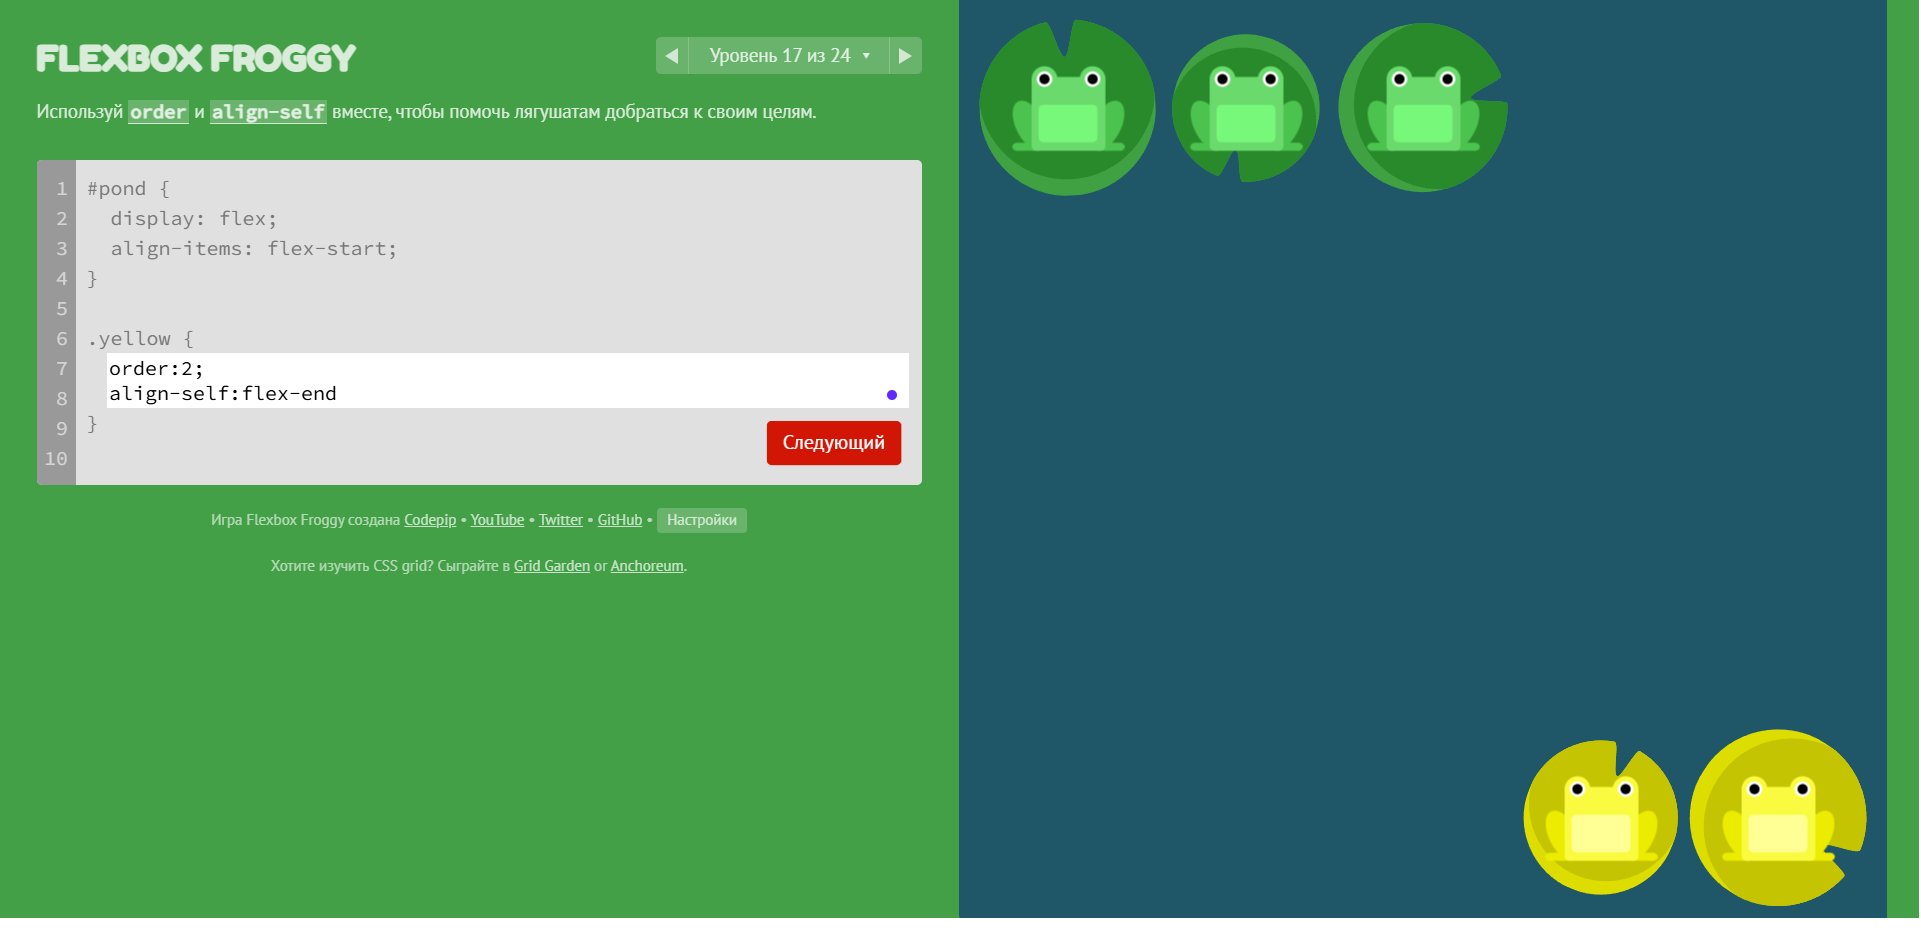 FLEXBOX FROGGY
Уровень 17 из 24
Используй order и align-self вместе, чтобы помочь лягушатам добраться к своим целям.
1 #pond {
2 display: flex;
3 align-items: flex-start;
4 }
5
6 .yellow {
7 order:2;
8 align-self:flex-end
9 }
10
Следующий
Игра Flexbox Froggy создана Codepip • YouTube • Twitter • GitHub • Настройки
Хотите изучить CSS grid? Сыграйте в Grid Garden or Anchoreum.